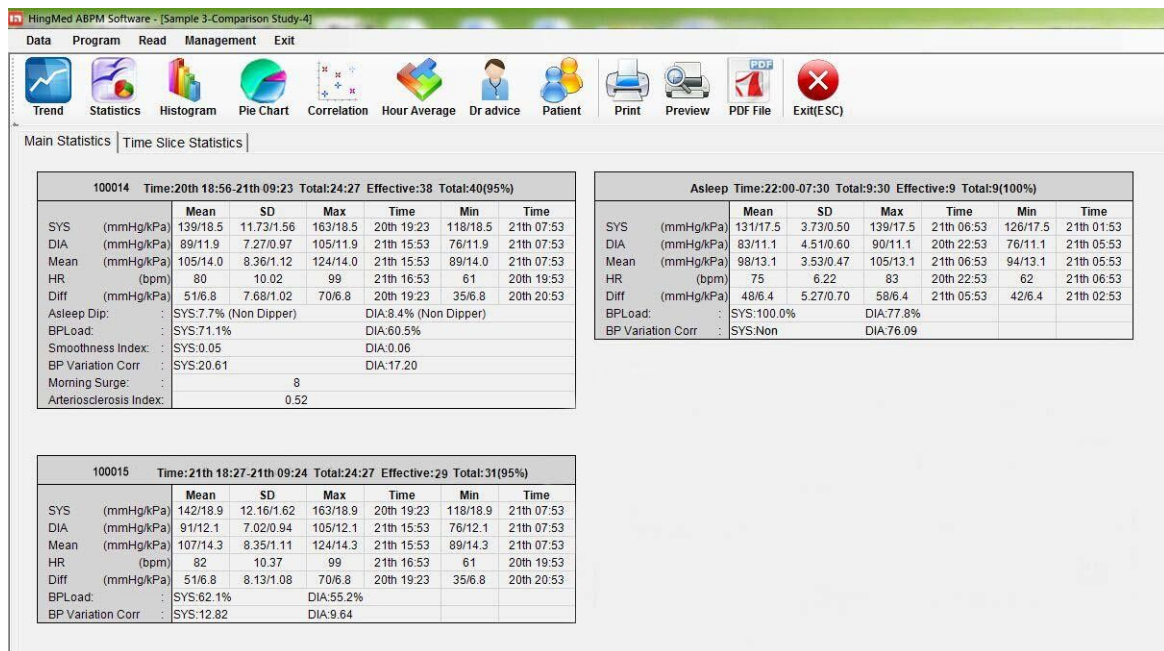 HingMed ABPM Software - [Sample 3-Comparison Study-4]
Data Program Read Management Exit
Trend Statistics Histogram Pie Chart Correlation Hour Average Dr advice Patient Print Preview PDF PDF File Exit(ESC)
Main Statistics Time Slice Statistics
100014 Time:20th 18:56-21th 09:23 Total:24:27 Effective:38 Total:40(95%)
Mean SD Max Time Min Time
SYS (mmHg/kPa) 139/18.5 11.73/1.56 163/18.5 20th 19:23 118/18.5 21th 07:53
DIA (mmHg/kPa) 89/11.9 7.27/0.97 105/11.9 21th 15:53 76/11.9 21th 07:53
Mean (mmHg/kPa) 105/14.0 8.36/1.12 124/14.0 21th 15:53 89/14.0 21th 07:53
HR (bpm) 80 10.02 99 21th 16:53 61 20th 19:53
Diff (mmHg/kPa) 51/6.8 7.68/1.02 70/6.8 20th 19:23 35/6.8 20th 20:53
Asleep Dip: : SYS:7.7% (Non Dipper) DIA:8.4% (Non Dipper)
BPLoad: : SYS:71.1% DIA:60.5%
Smoothness Index: : SYS:0.05 DIA:0.06
BP Variation Corr : SYS:20.61 DIA:17.20
Morning Surge: : 8
Arteriosclerosis Index: 0.52
Asleep Time:22:00-07:30 Total:9:30 Effective:9 Total:9(100%)
Mean SD Max Time Min Time
SYS (mmHg/kPa) 131/17.5 3.73/0.50 139/17.5 21th 06:53 126/17.5 21th 01:53
DIA (mmHg/kPa) 83/11.1 4.51/0.60 90/11.1 20th 22:53 76/11.1 21th 05:53
Mean (mmHg/kPa) 98/13.1 3.53/0.47 105/13.1 21th 06:53 94/13.1 21th 05:53
HR (bpm) 75 6.22 83 20th 22:53 62 21th 06:53
Diff (mmHg/kPa) 48/6.4 5.27/0.70 58/6.4 21th 05:53 42/6.4 21th 02:53
BPLoad: : SYS:100.0% DIA:77.8%
BP Variation Corr : SYS:Non DIA:76.09
100015 Time:21th 18:27-21th 09:24 Total:24:27 Effective:29 Total:31(95%)
Mean SD Max Time Min Time
SYS (mmHg/kPa) 142/18.9 12.16/1.62 163/18.9 20th 19:23 118/18.9 21th 07:53
DIA (mmHg/kPa) 91/12.1 7.02/0.94 105/12.1 21th 15:53 76/12.1 21th 07:53
Mean (mmHg/kPa) 107/14.3 8.35/1.11 124/14.3 21th 15:53 89/14.3 21th 07:53
HR (bpm) 82 10.37 99 21th 16:53 61 20th 19:53
Diff (mmHg/kPa) 51/6.8 8.13/1.08 70/6.8 20th 19:23 35/6.8 20th 20:53
BPLoad: : SYS:62.1% DIA:55.2%
BP Variation Corr : SYS:12.82 DIA:9.64